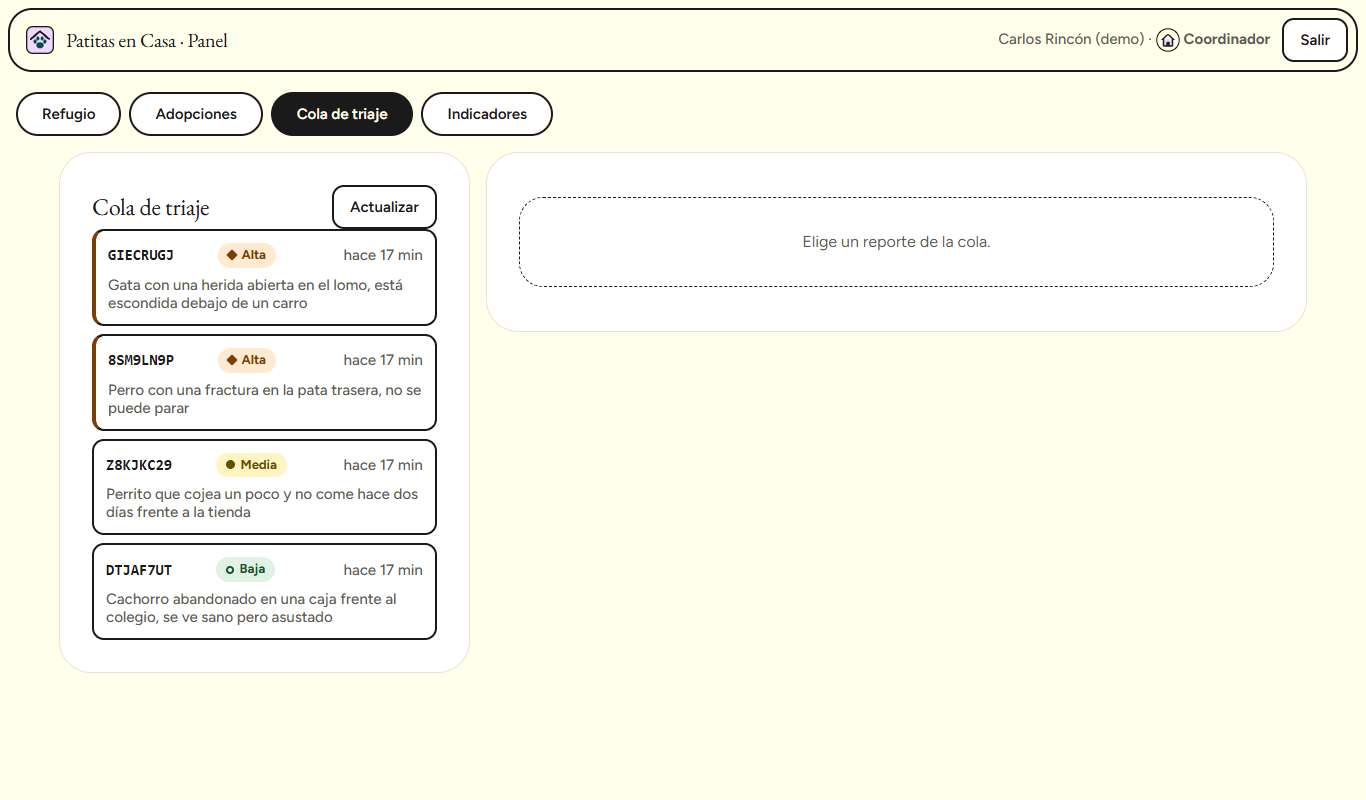 Patitas en Casa · Panel
Carlos Rincón (demo) · Coordinador
Salir
Refugio
Adopciones
Cola de triaje
Indicadores
Cola de triaje
Actualizar
GIECRUGJ
Alta
hace 17 min
Gata con una herida abierta en el lomo, está
escondida debajo de un carro
8SM9LN9P
Alta
hace 17 min
Perro con una fractura en la pata trasera, no se
puede parar
Z8KJKC29
Media
hace 17 min
Perrito que cojea un poco y no come hace dos
días frente a la tienda
DTJAF7UT
Baja
hace 17 min
Cachorro abandonado en una caja frente al
colegio, se ve sano pero asustado
Elige un reporte de la cola.